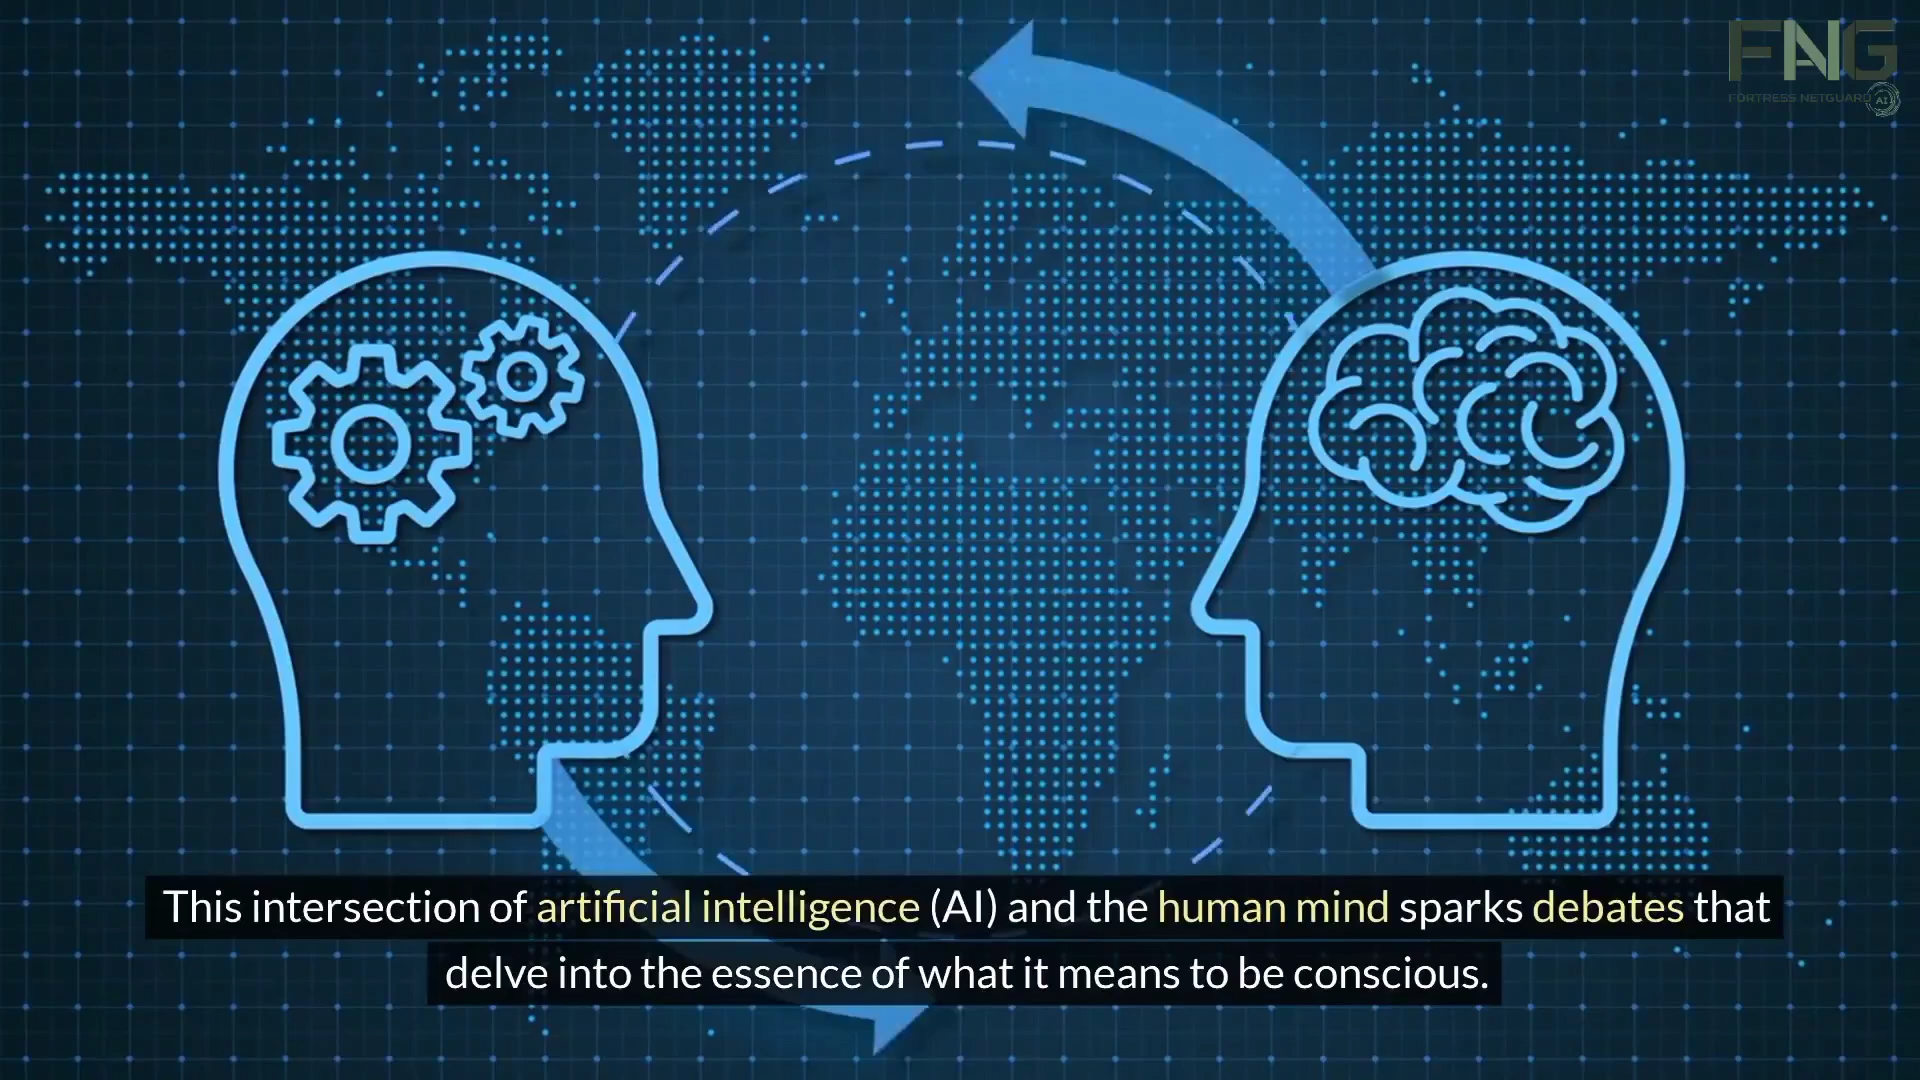 FNG
FORTRESS NETGUARD
AI
This intersection of artificial intelligence (AI) and the human mind sparks debates that
delve into the essence of what it means to be conscious.